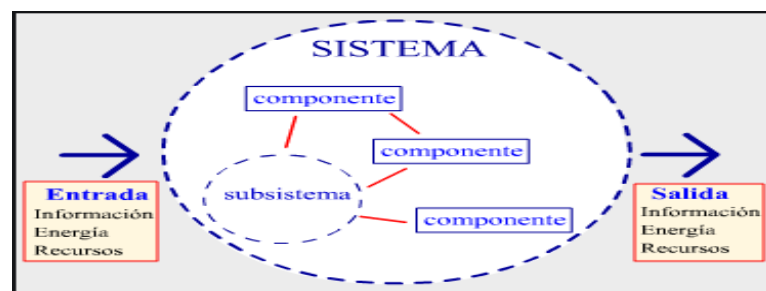 SISTEMA
componente
componente
subsistema
componente
Entrada
Información
Energía
Recursos
Salida
Información
Energía
Recursos